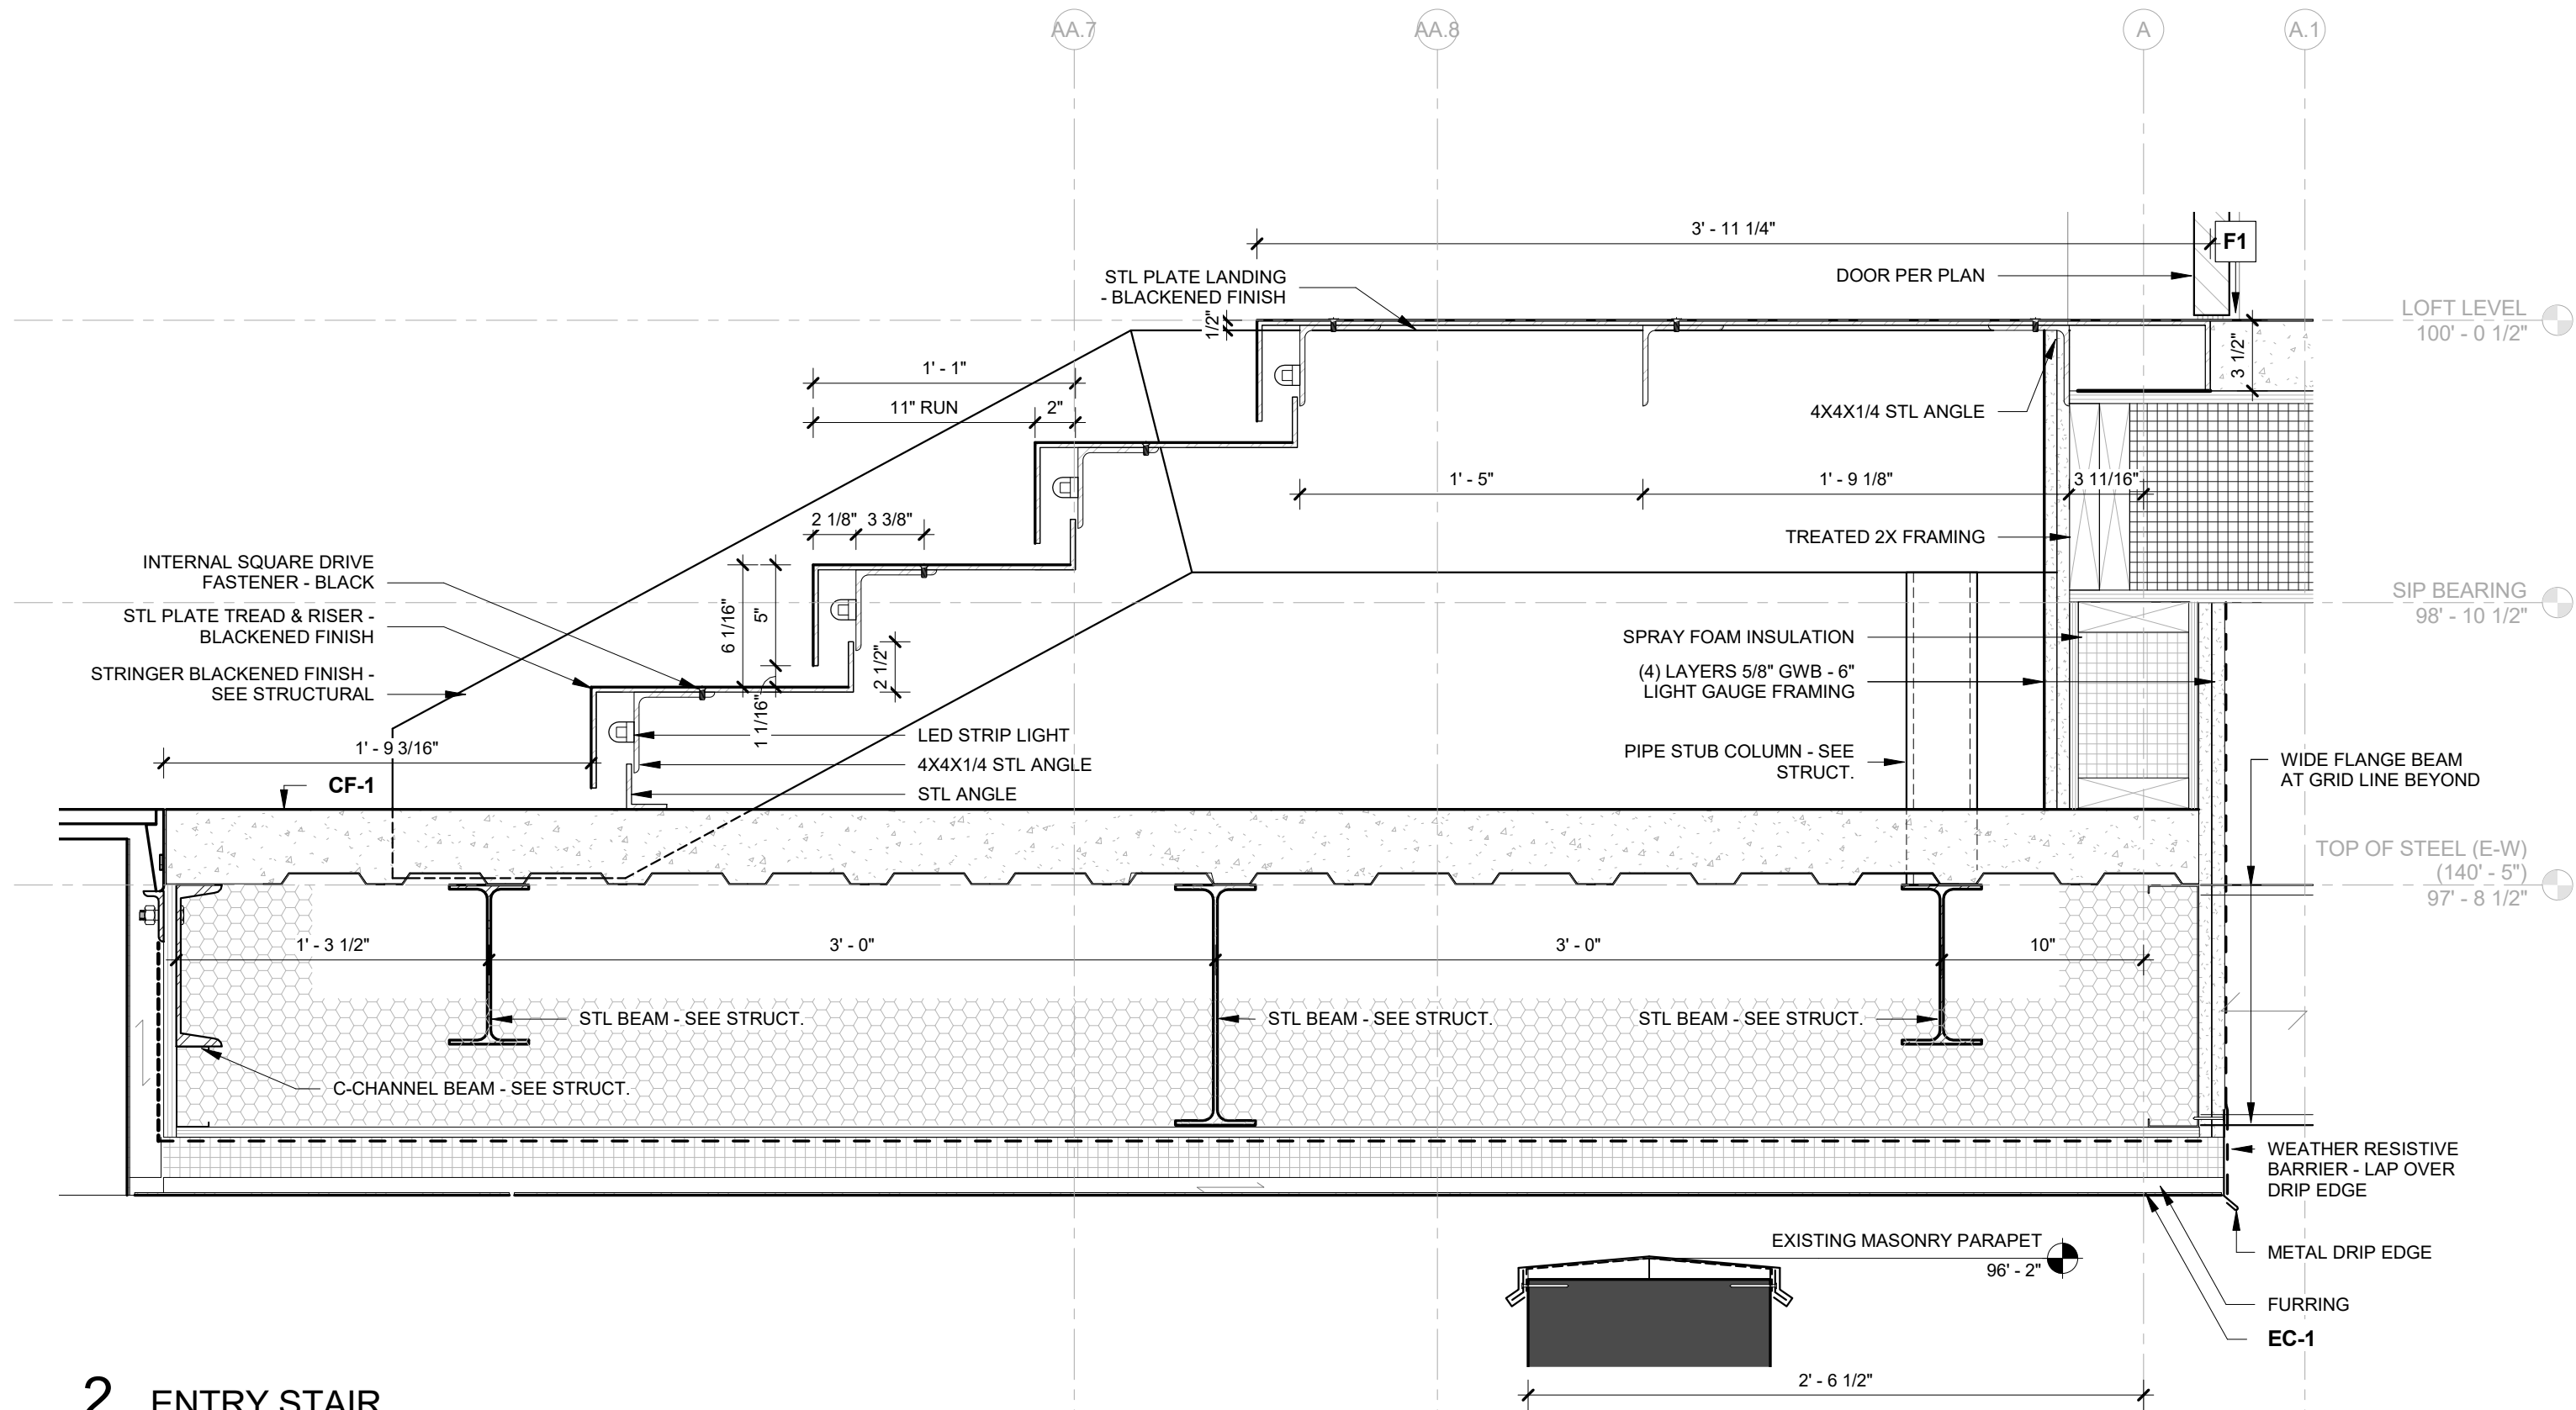 AA.7
AA.8
A
A.1
3' - 11 1/4"
F1
STL PLATE LANDING
- BLACKENED FINISH
DOOR PER PLAN
1/2"
LOFT LEVEL
100' - 0 1/2"
3 1/2"
1' - 1"
11" RUN
2"
4X4X1/4 STL ANGLE
1' - 5"
1' - 9 1/8"
3 11/16"
2 1/8"
3 3/8"
TREATED 2X FRAMING
INTERNAL SQUARE DRIVE
FASTENER - BLACK
STL PLATE TREAD & RISER -
BLACKENED FINISH
STRINGER BLACKENED FINISH -
SEE STRUCTURAL
6 1/16"
5"
1 1/16"
2 1/2"
SIP BEARING
98' - 10 1/2"
SPRAY FOAM INSULATION
(4) LAYERS 5/8" GWB - 6"
LIGHT GAUGE FRAMING
1' - 9 3/16"
CF-1
LED STRIP LIGHT
4X4X1/4 STL ANGLE
STL ANGLE
PIPE STUB COLUMN - SEE
STRUCT.
WIDE FLANGE BEAM
AT GRID LINE BEYOND
TOP OF STEEL (E-W)
(140' - 5")
97' - 8 1/2"
1' - 3 1/2"
3' - 0"
3' - 0"
10"
STL BEAM - SEE STRUCT.
STL BEAM - SEE STRUCT.
STL BEAM - SEE STRUCT.
C-CHANNEL BEAM - SEE STRUCT.
WEATHER RESISTIVE
BARRIER - LAP OVER
DRIP EDGE
EXISTING MASONRY PARAPET
96' - 2"
METAL DRIP EDGE
FURRING
EC-1
2' - 6 1/2"
2 ENTRY STAIR